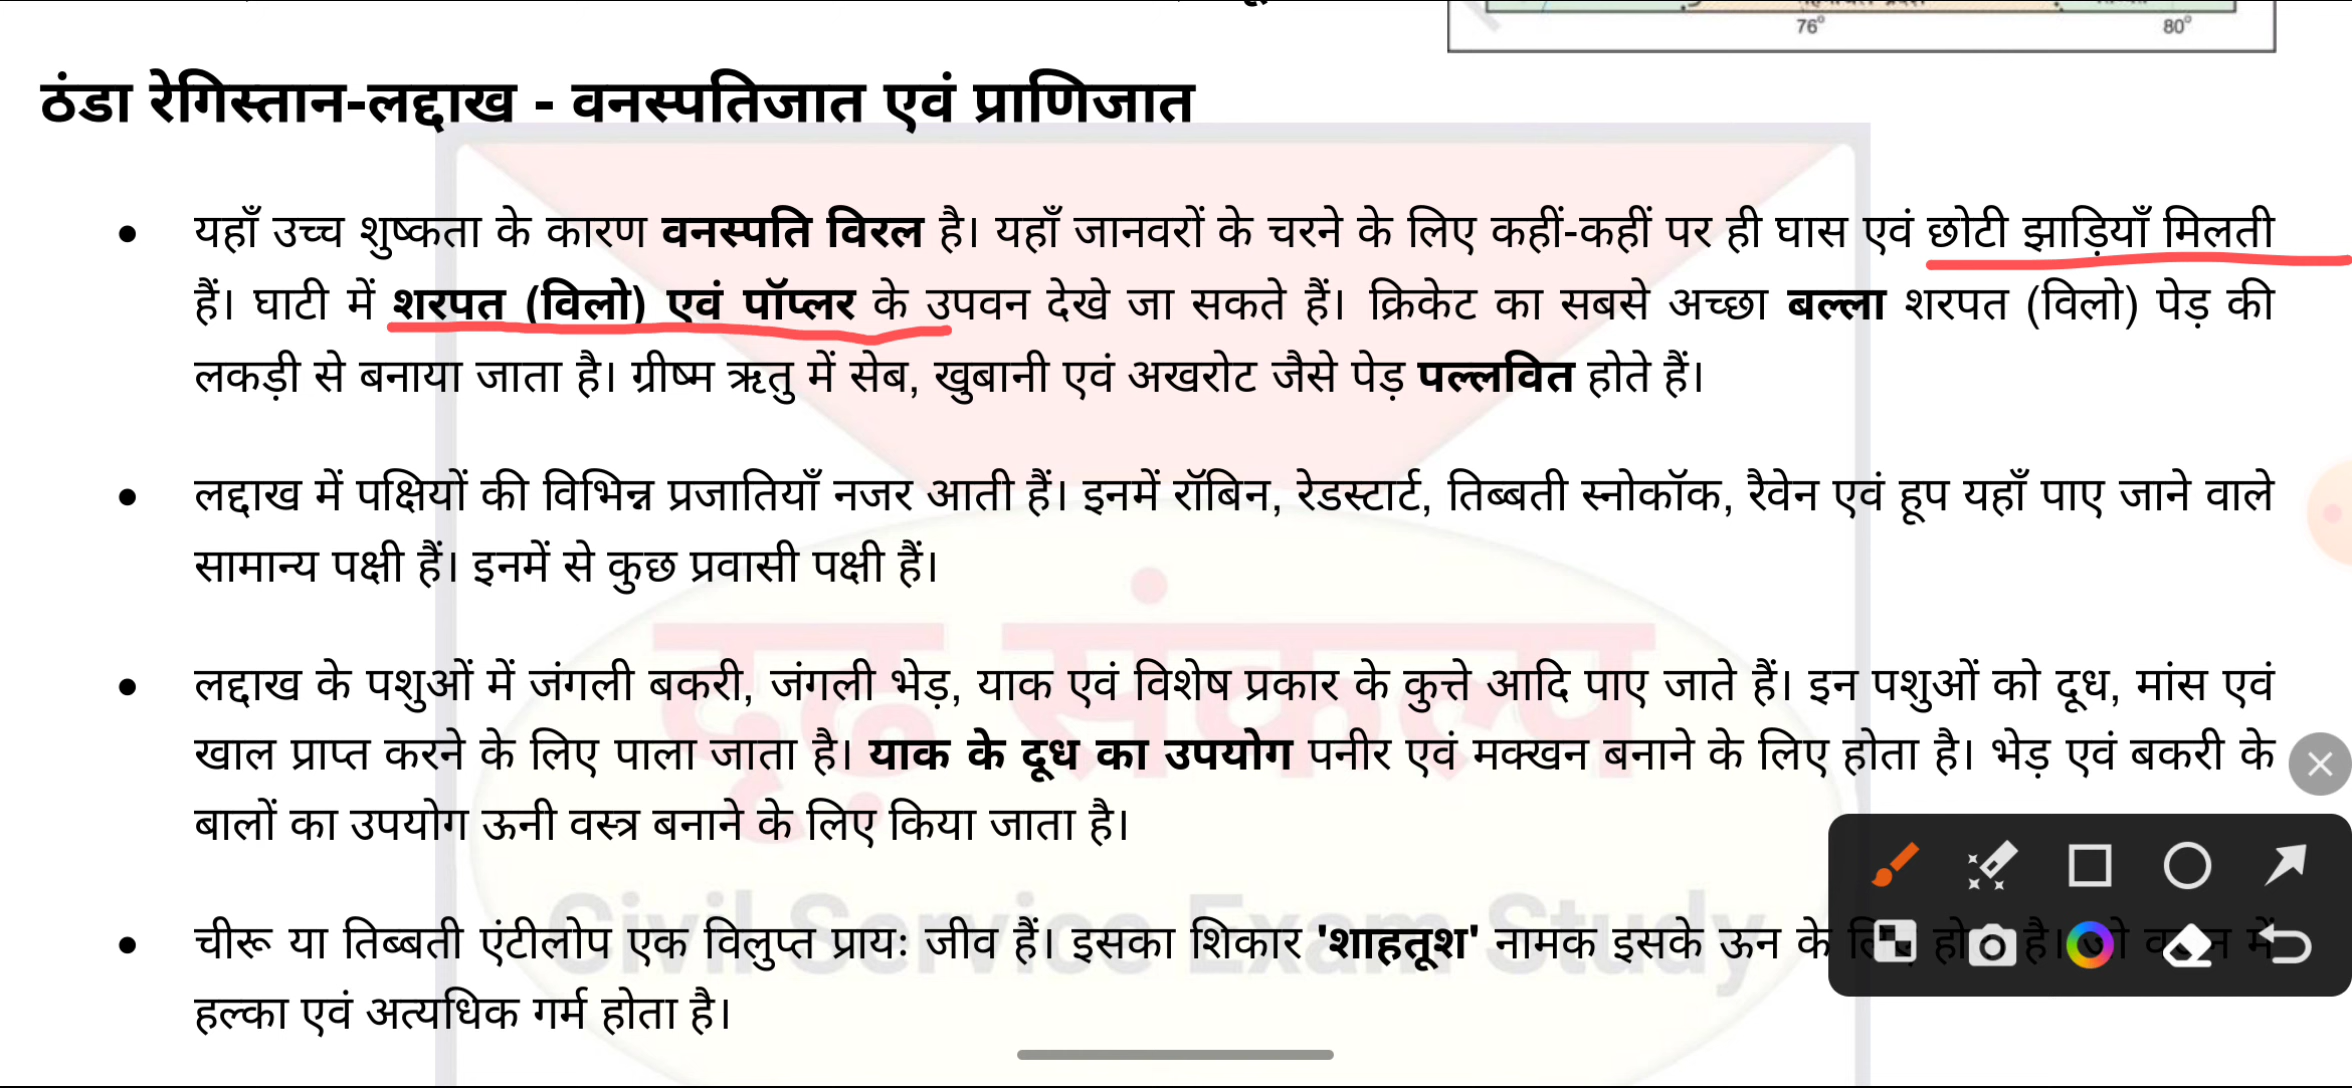 76°
80°
ठंडा रेगिस्तान-लद्दाख - वनस्पतिजात एवं प्राणिजात
यहाँ उच्च शुष्कता के कारण वनस्पति विरल है। यहाँ जानवरों के चरने के लिए कहीं-कहीं पर ही घास एवं छोटी झाड़ियाँ मिलती
हैं। घाटी में शरपत (विलो) एवं पॉप्लर के उपवन देखे जा सकते हैं। क्रिकेट का सबसे अच्छा बल्ला शरपत (विलो) पेड़ की
लकड़ी से बनाया जाता है। ग्रीष्म ऋतु में सेब, खुबानी एवं अखरोट जैसे पेड़ पल्लवित होते हैं।
लद्दाख में पक्षियों की विभिन्न प्रजातियाँ नजर आती हैं। इनमें रॉबिन, रेडस्टार्ट, तिब्बती स्नोकॉक, रैवेन एवं हूप यहाँ पाए जाने वाले
सामान्य पक्षी हैं। इनमें से कुछ प्रवासी पक्षी हैं।
दृढ़ संकल्प
लद्दाख के पशुओं में जंगली बकरी, जंगली भेड़, याक एवं विशेष प्रकार के कुत्ते आदि पाए जाते हैं। इन पशुओं को दूध, मांस एवं
खाल प्राप्त करने के लिए पाला जाता है। याक के दूध का उपयोग पनीर एवं मक्खन बनाने के लिए होता है। भेड़ एवं बकरी के
बालों का उपयोग ऊनी वस्त्र बनाने के लिए किया जाता है।
Civil Service Exam Study
चीरू या तिब्बती एंटीलोप एक विलुप्त प्रायः जीव हैं। इसका शिकार 'शाहतूश' नामक इसके ऊन के
हल्का एवं अत्यधिक गर्म होता है।